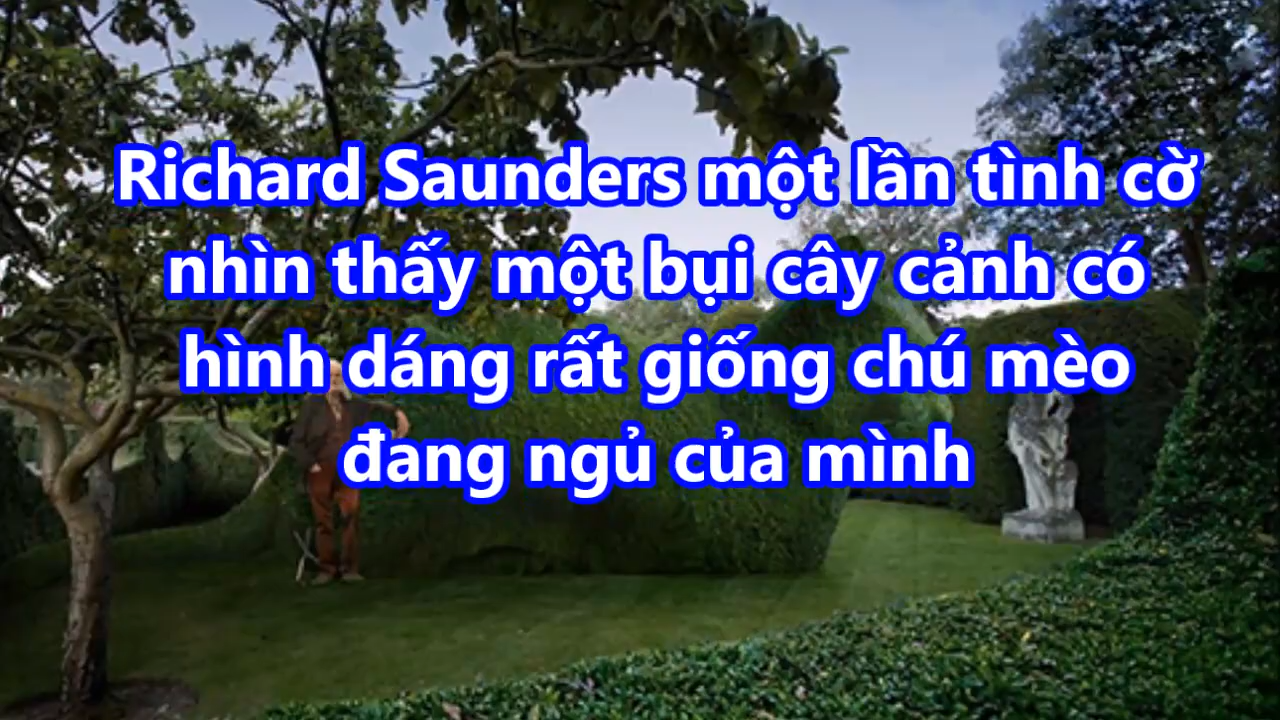 Richard Saunders một lần tình cờ
nhìn thấy một bụi cây cảnh có
hình dáng rất giống chú mèo
đang ngủ của mình